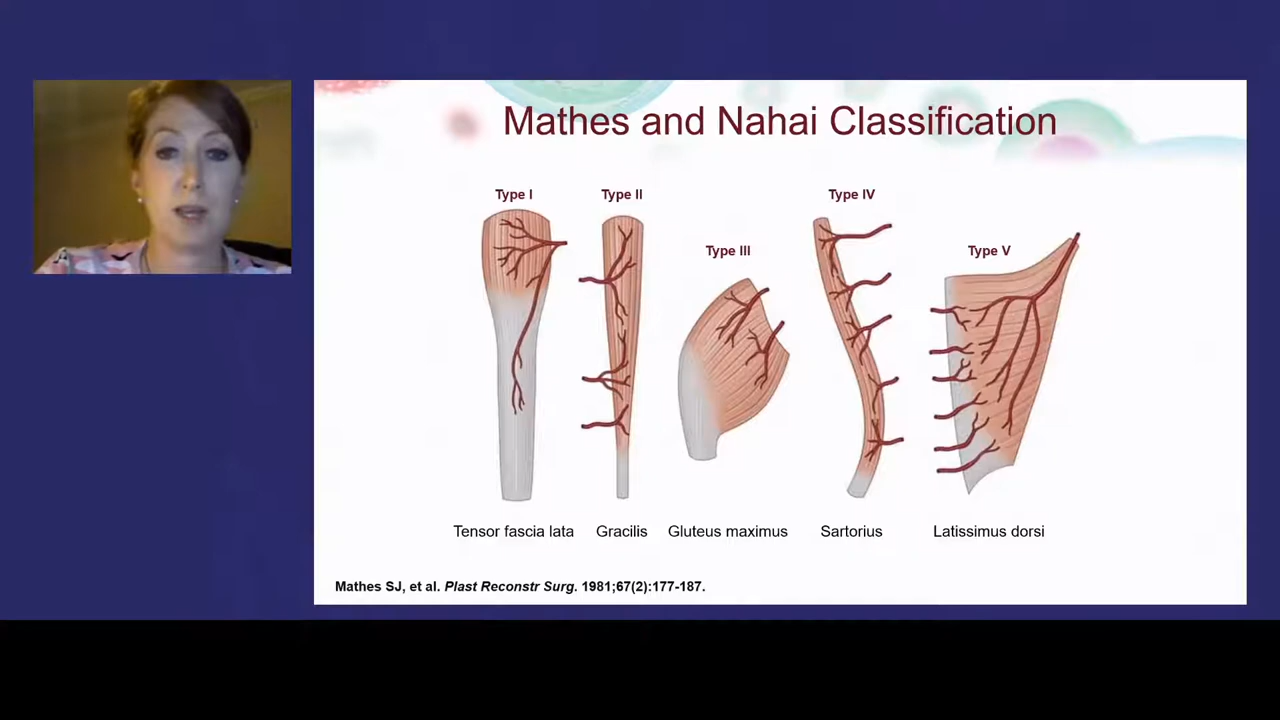 Mathes and Nahai Classification
Type I
Type II
Type III
Type IV
Type V
Tensor fascia lata
Gracilis
Gluteus maximus
Sartorius
Latissimus dorsi
Mathes SJ, et al. Plast Reconstr Surg. 1981;67(2):177-187.